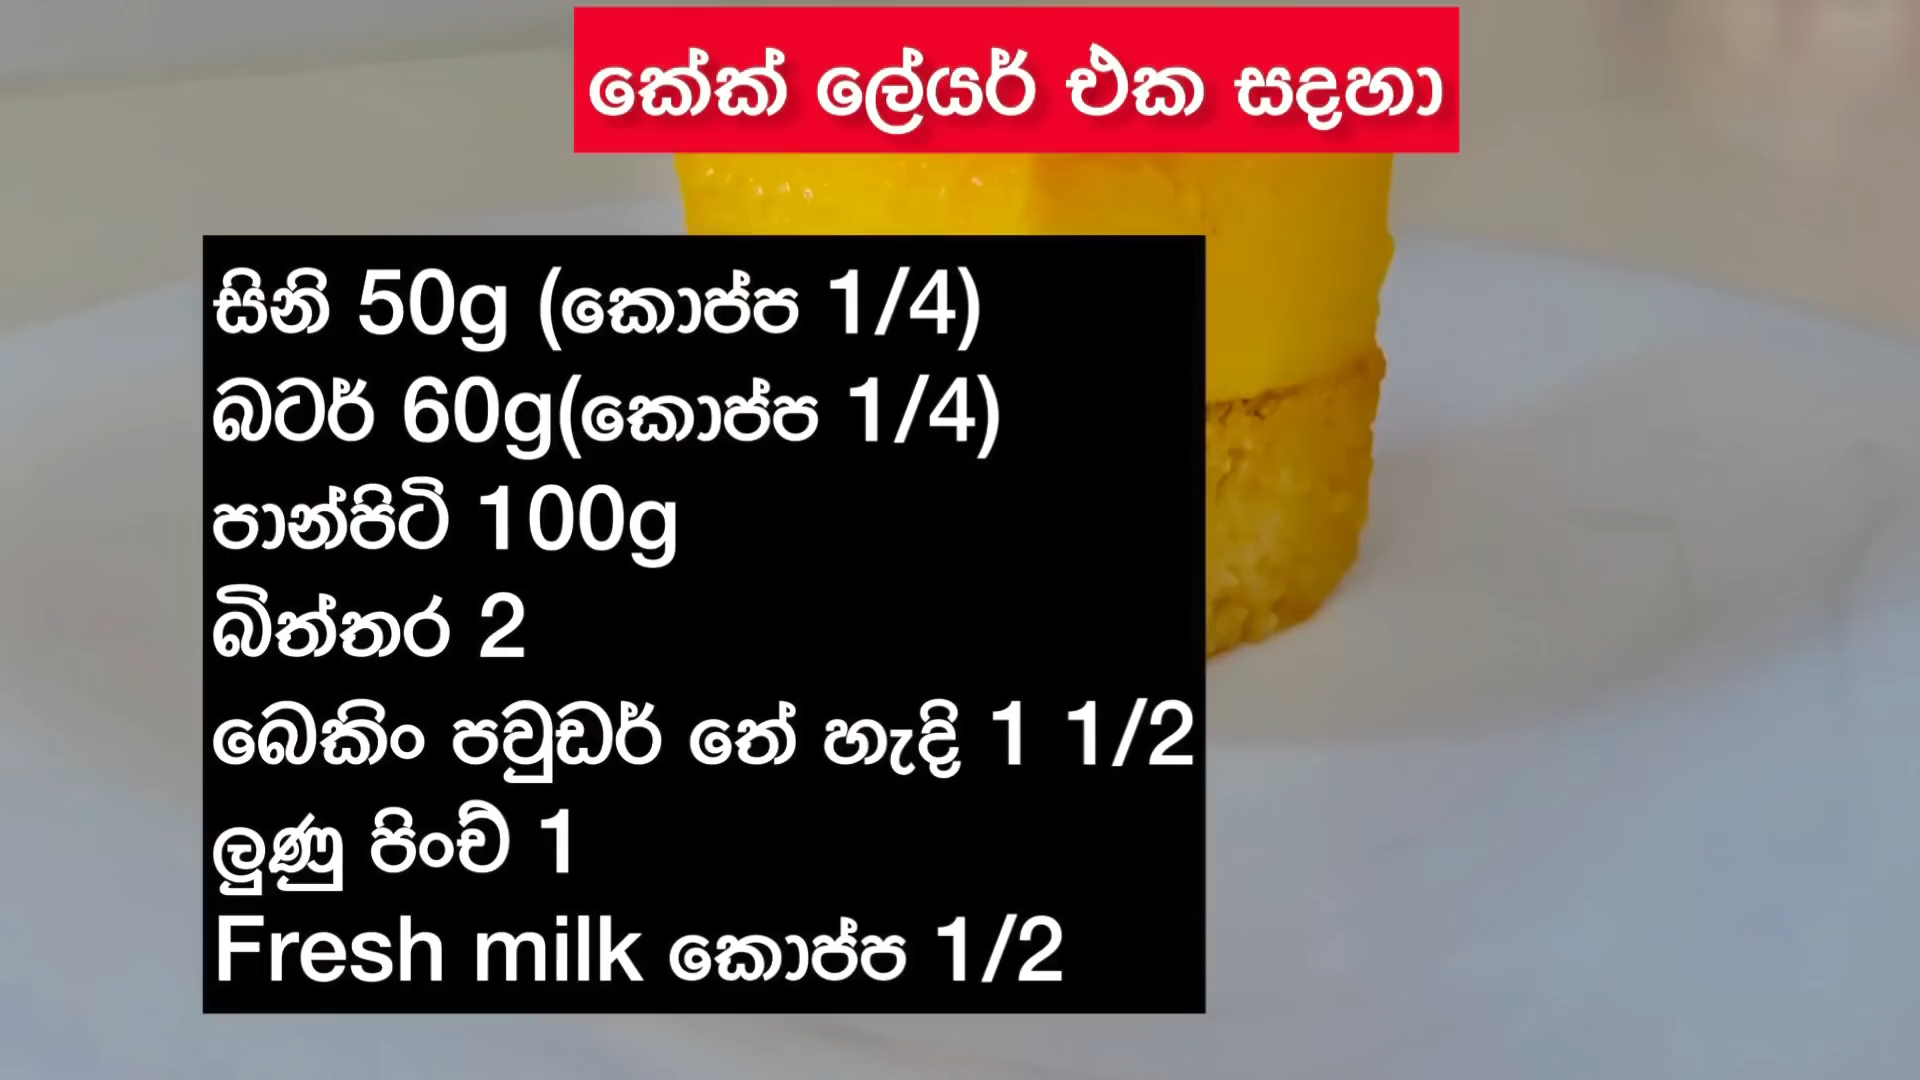 කේක් ලේයර් එක සදහා
සිනි 50g (කොප්ප 1/4)
බටර් 60g(කොප්ප 1/4)
පාන්පිටි 100g
බිත්තර 2
බෙකිං පවුඩර් තේ හැදි 1 1/2
ලුණු පිංච් 1
Fresh milk කොප්ප 1/2